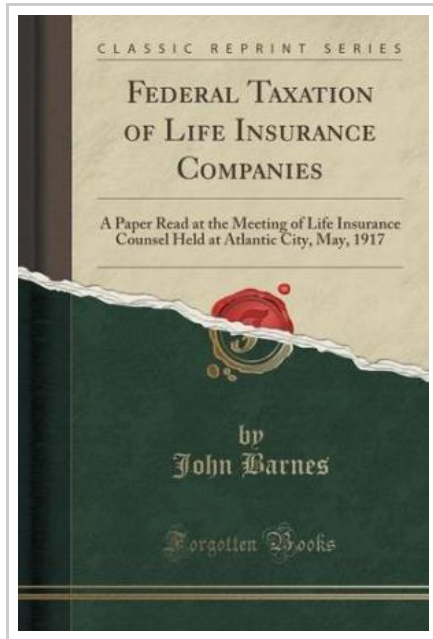 CLASSIC REPRINT SERIES
FEDERAL TAXATION
OF LIFE INSURANCE
COMPANIES
A Paper Read at the Meeting of Life Insurance
Counsel Held at Atlantic City, May, 1917
by
John Barnes
Forgotten Books